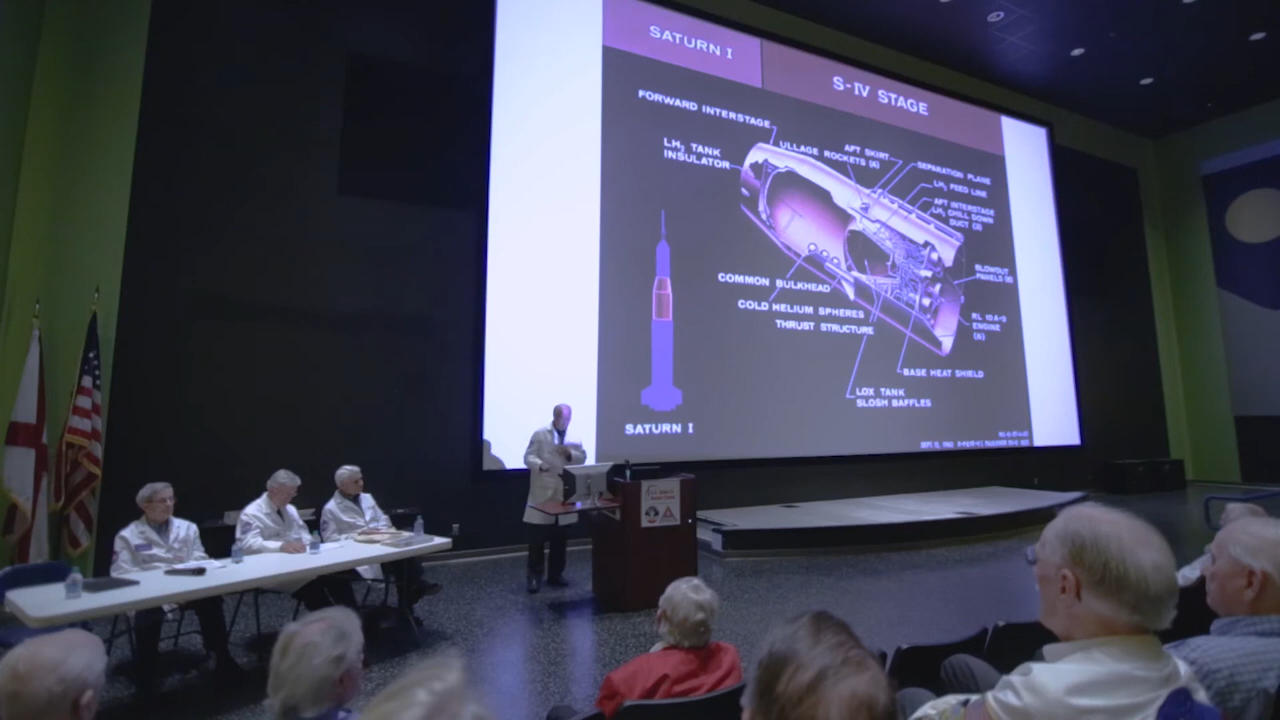 SATURN I
S-IV STAGE
FORWARD INTERSTAGE
LH2 TANK
INSULATOR
ULLAGE ROCKETS (4)
AFT SKIRT
SEPARATION PLANE
LH2 FEED LINE
AFT INTERSTAGE
LH2 CHILL DOWN
DUCT (3)
BLOWOUT
PANELS
COMMON BULKHEAD
COLD HELIUM SPHERES
THRUST STRUCTURE
RL 10 A-3
ENGINE
(6)
BASE HEAT SHIELD
LOX TANK
SLOSH BAFFLES
SATURN I